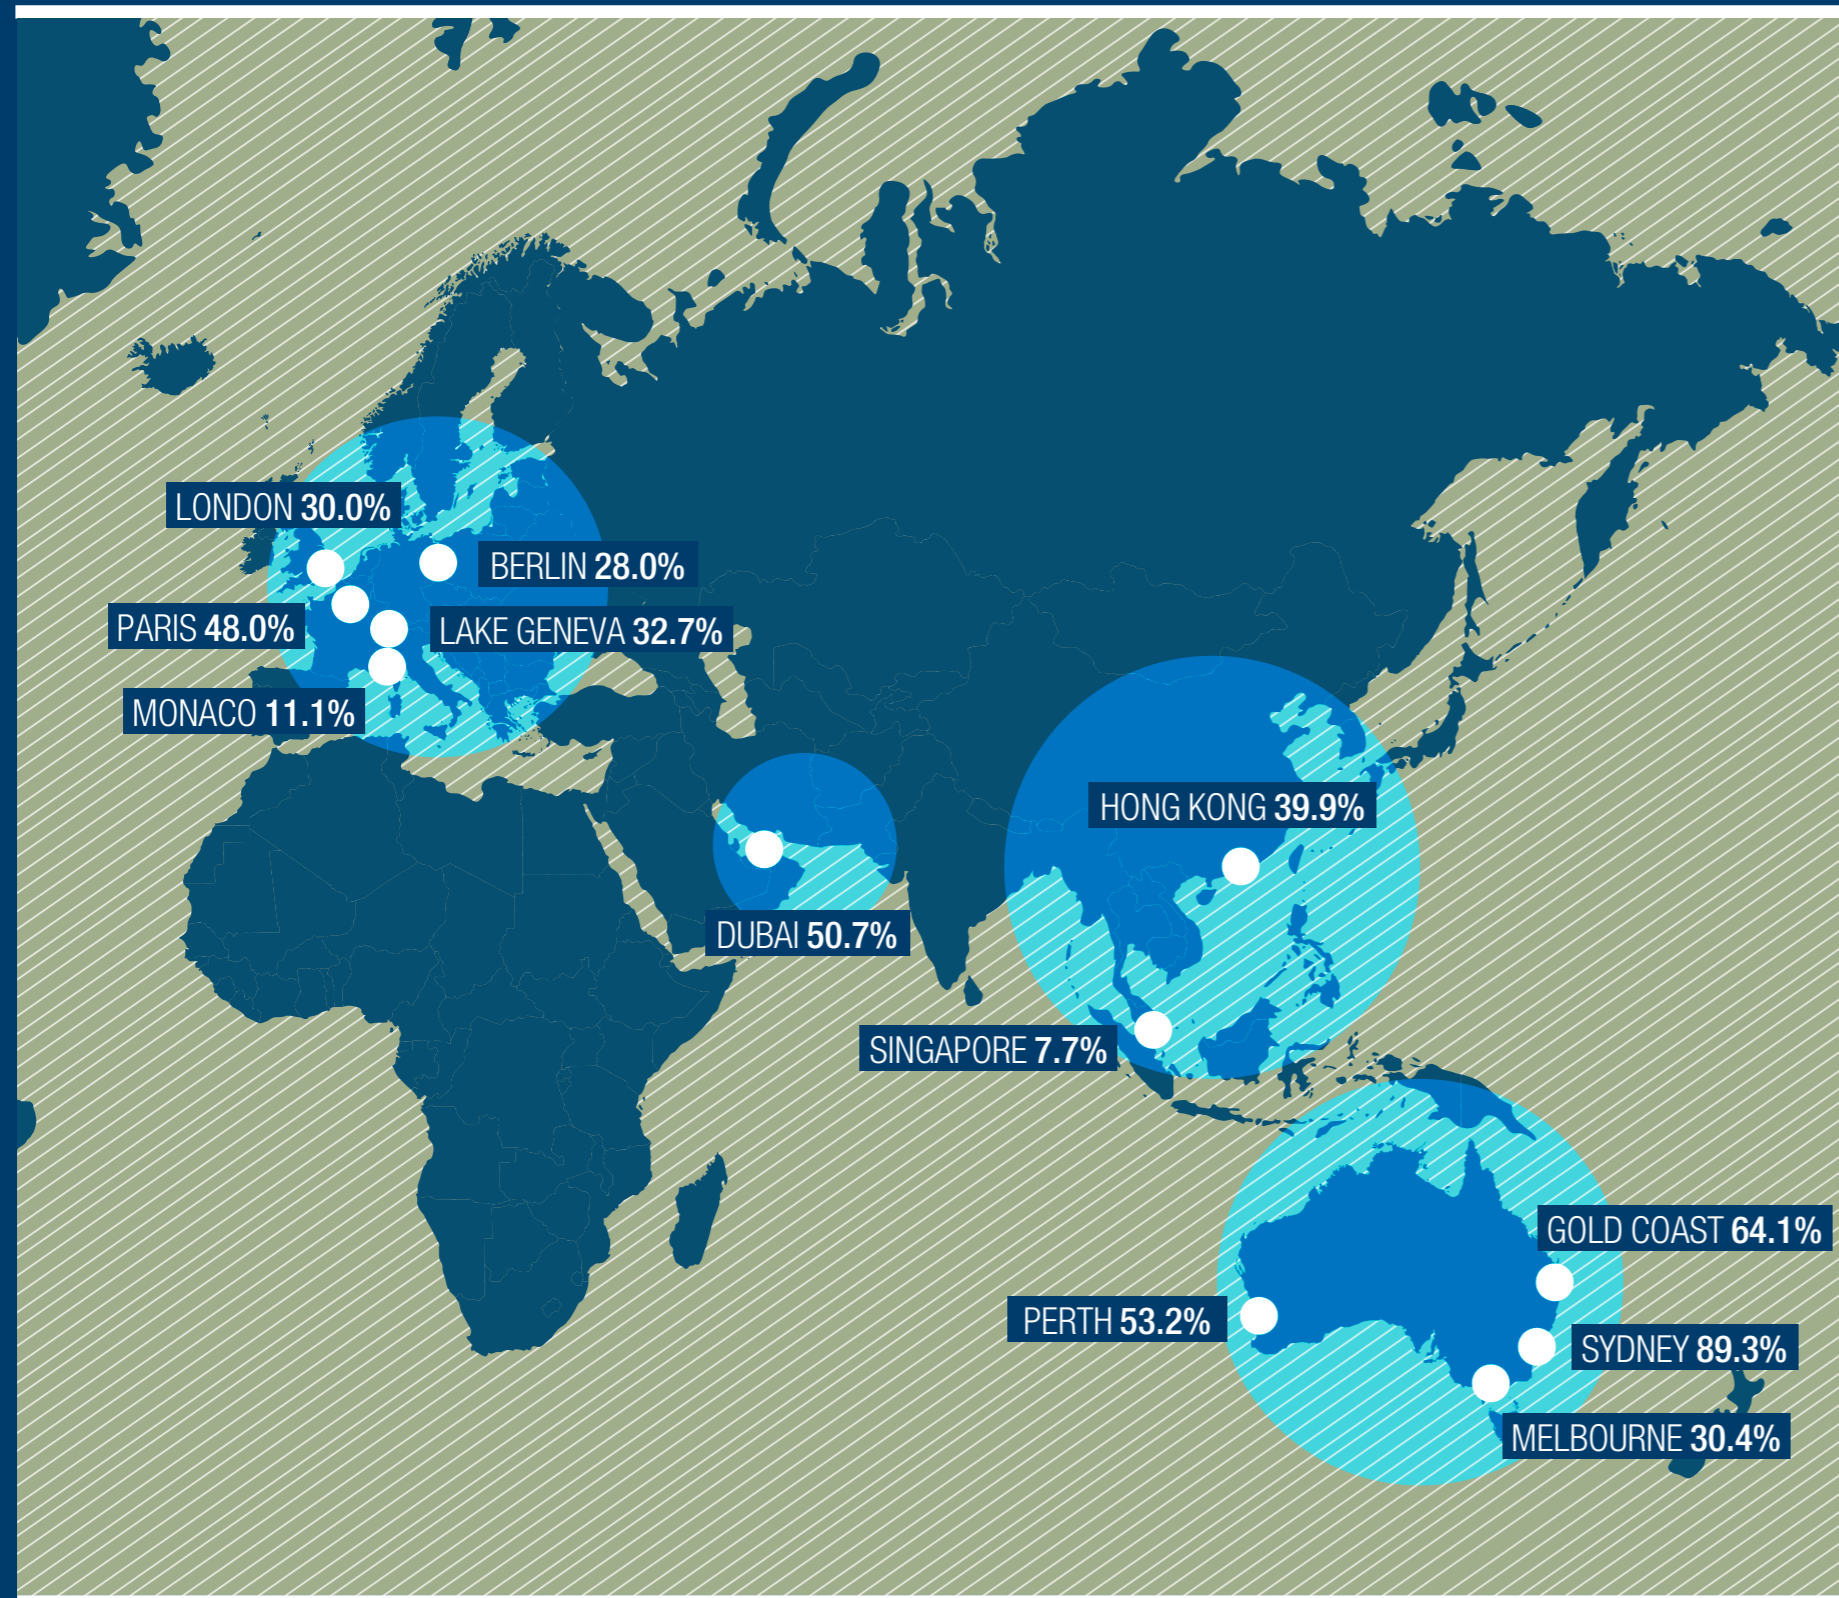 LONDON 30.0%
BERLIN 28.0%
PARIS 48.0%
LAKE GENEVA 32.7%
MONACO 11.1%
HONG KONG 39.9%
DUBAI 50.7%
SINGAPORE 7.7%
GOLD COAST 64.1%
PERTH 53.2%
SYDNEY 89.3%
MELBOURNE 30.4%